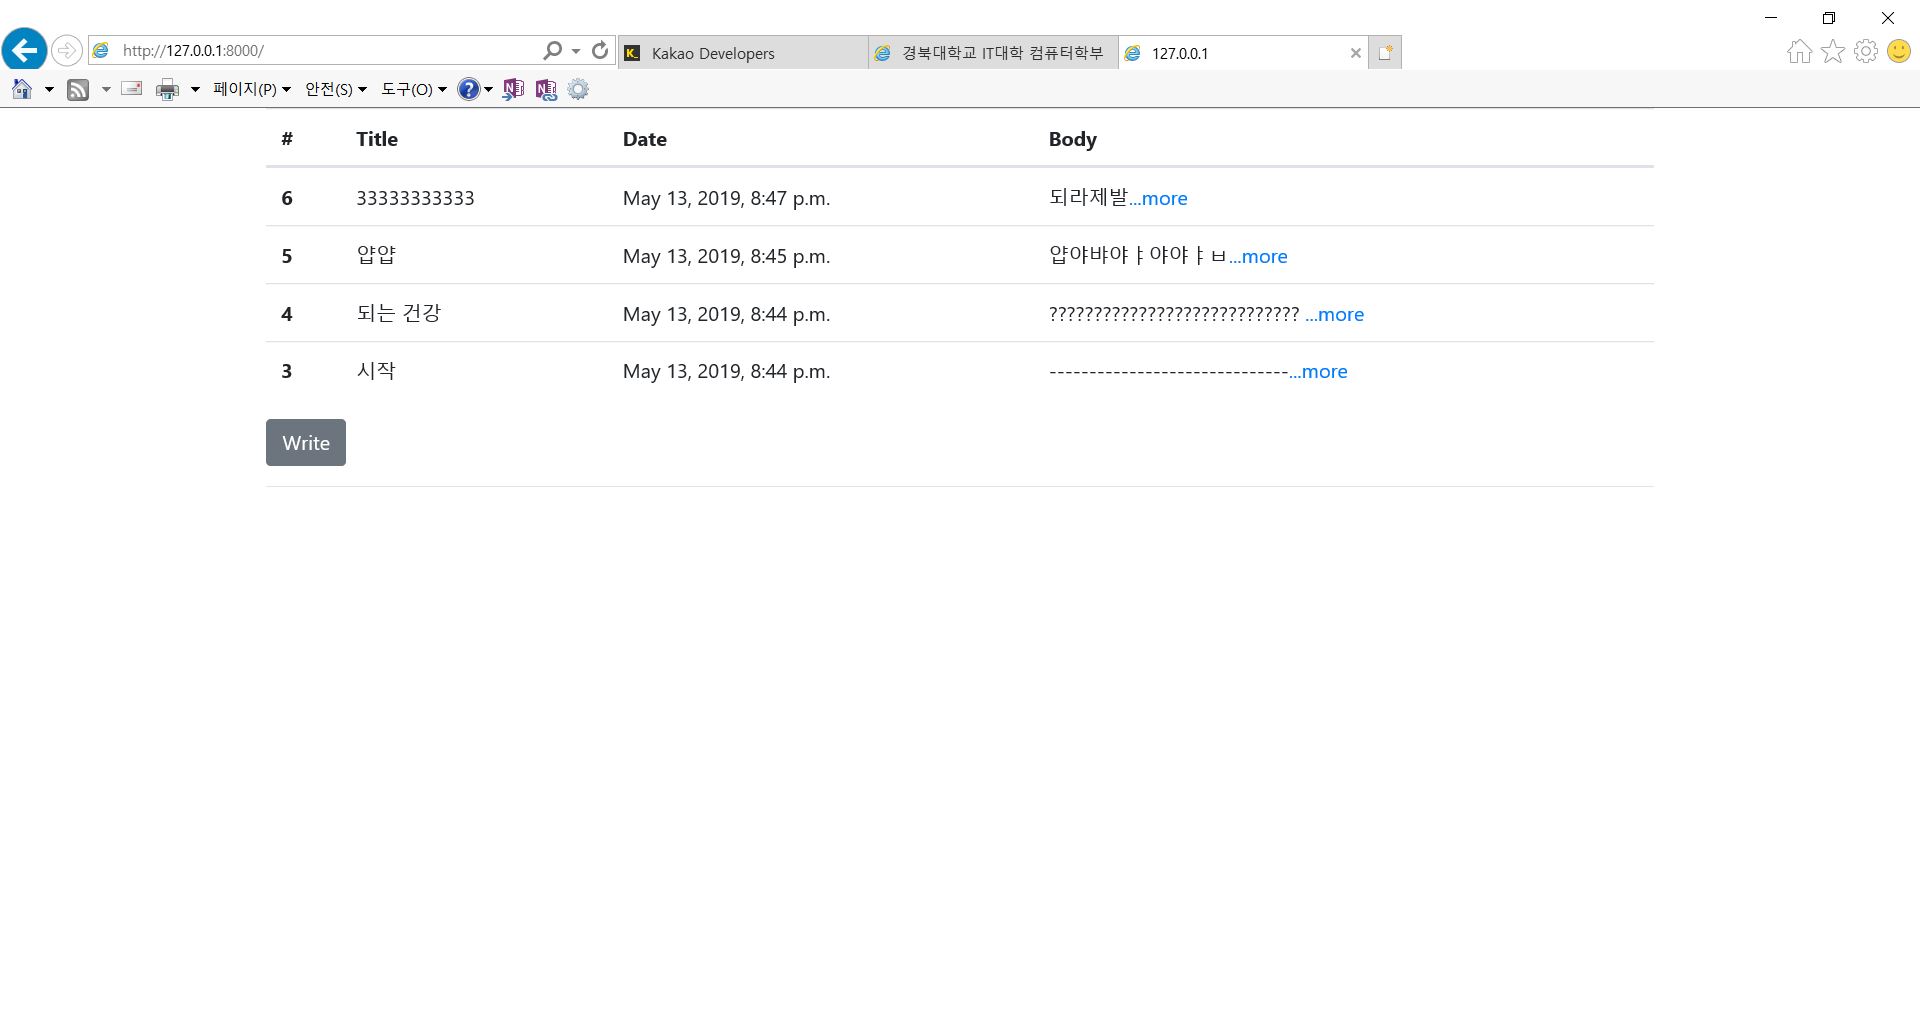 http://127.0.0.1:8000/
Kakao Developers
경북대학교 IT대학 컴퓨터학부
127.0.0.1
페이지(P) 안전(S) 도구(O)
# Title Date Body
6 33333333333 May 13, 2019, 8:47 p.m. 되라제발...more
5 얍얍 May 13, 2019, 8:45 p.m. 얍야뱌야ㅑ야야ㅑㅂ...more
4 되는 건강 May 13, 2019, 8:44 p.m. ???????????????????????????? ...more
3 시작 May 13, 2019, 8:44 p.m. ------------------------------...more
Write